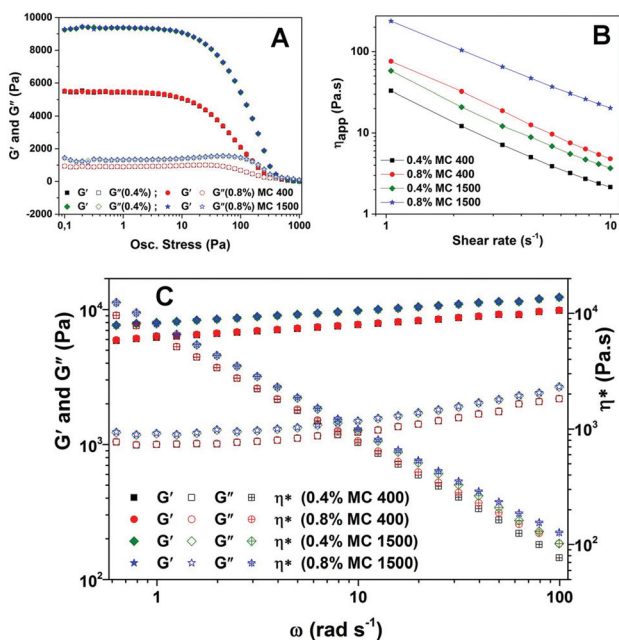 A
G' and G'' (Pa)
10000
8000
6000
4000
2000
0
-2000
G' G''(0.4%) ; G' G''(0.8%) MC 400
G' G''(0.4%) ; G' G''(0.8%) MC 1500
0,1 1 10 100 1000
Osc. Stress (Pa)
B
ηapp (Pa.s)
100
10
1
0.4% MC 400
0.8% MC 400
0.4% MC 1500
0.8% MC 1500
1 10
Shear rate (s⁻¹)
C
G' and G'' (Pa)
10⁴
10³
10²
η* (Pa.s)
10⁴
10³
10²
G' G'' η* (0.4% MC 400)
G' G'' η* (0.8% MC 400)
G' G'' η* (0.4% MC 1500)
G' G'' η* (0.8% MC 1500)
1 10 100
ω (rad s⁻¹)